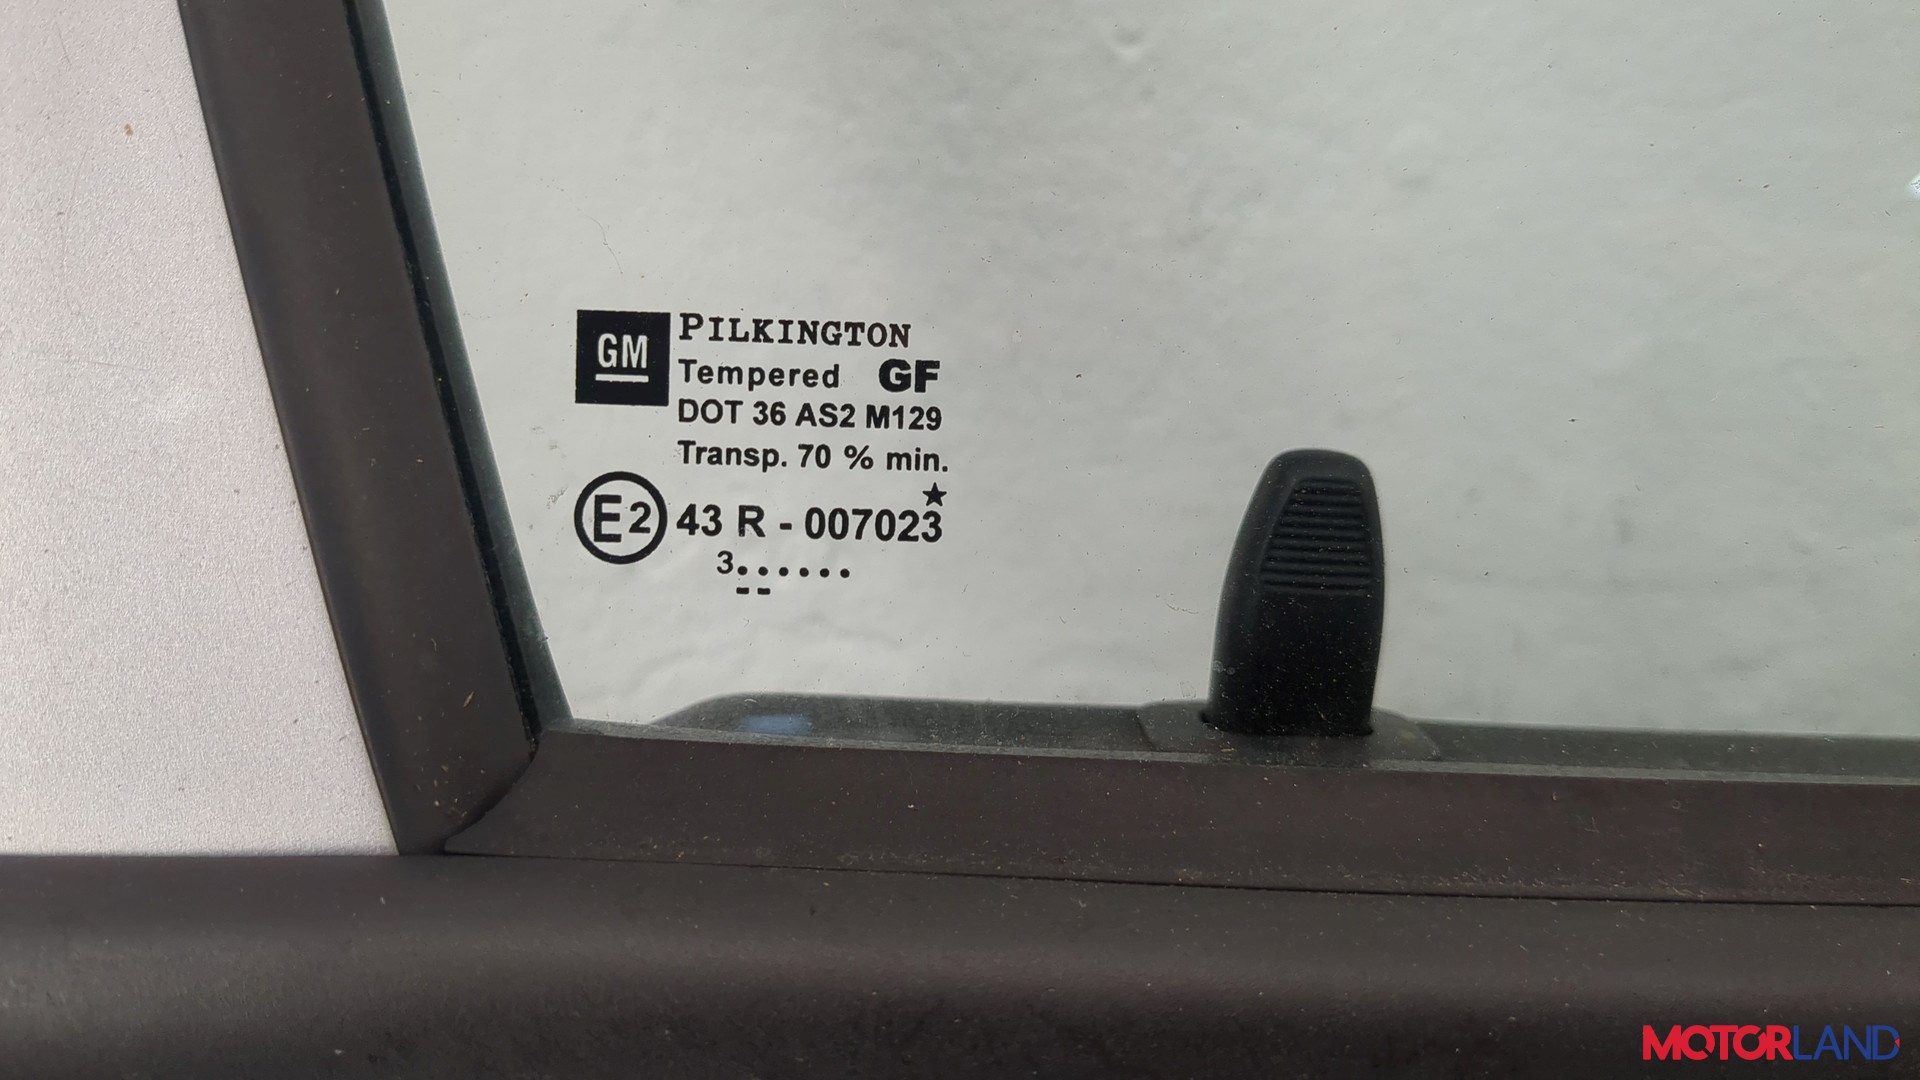 GM
PILKINGTON
Tempered GF
DOT 36 AS2 M129
Transp. 70 % min.
E2 43 R - 007023 ★
3......
--
MOTORLAND